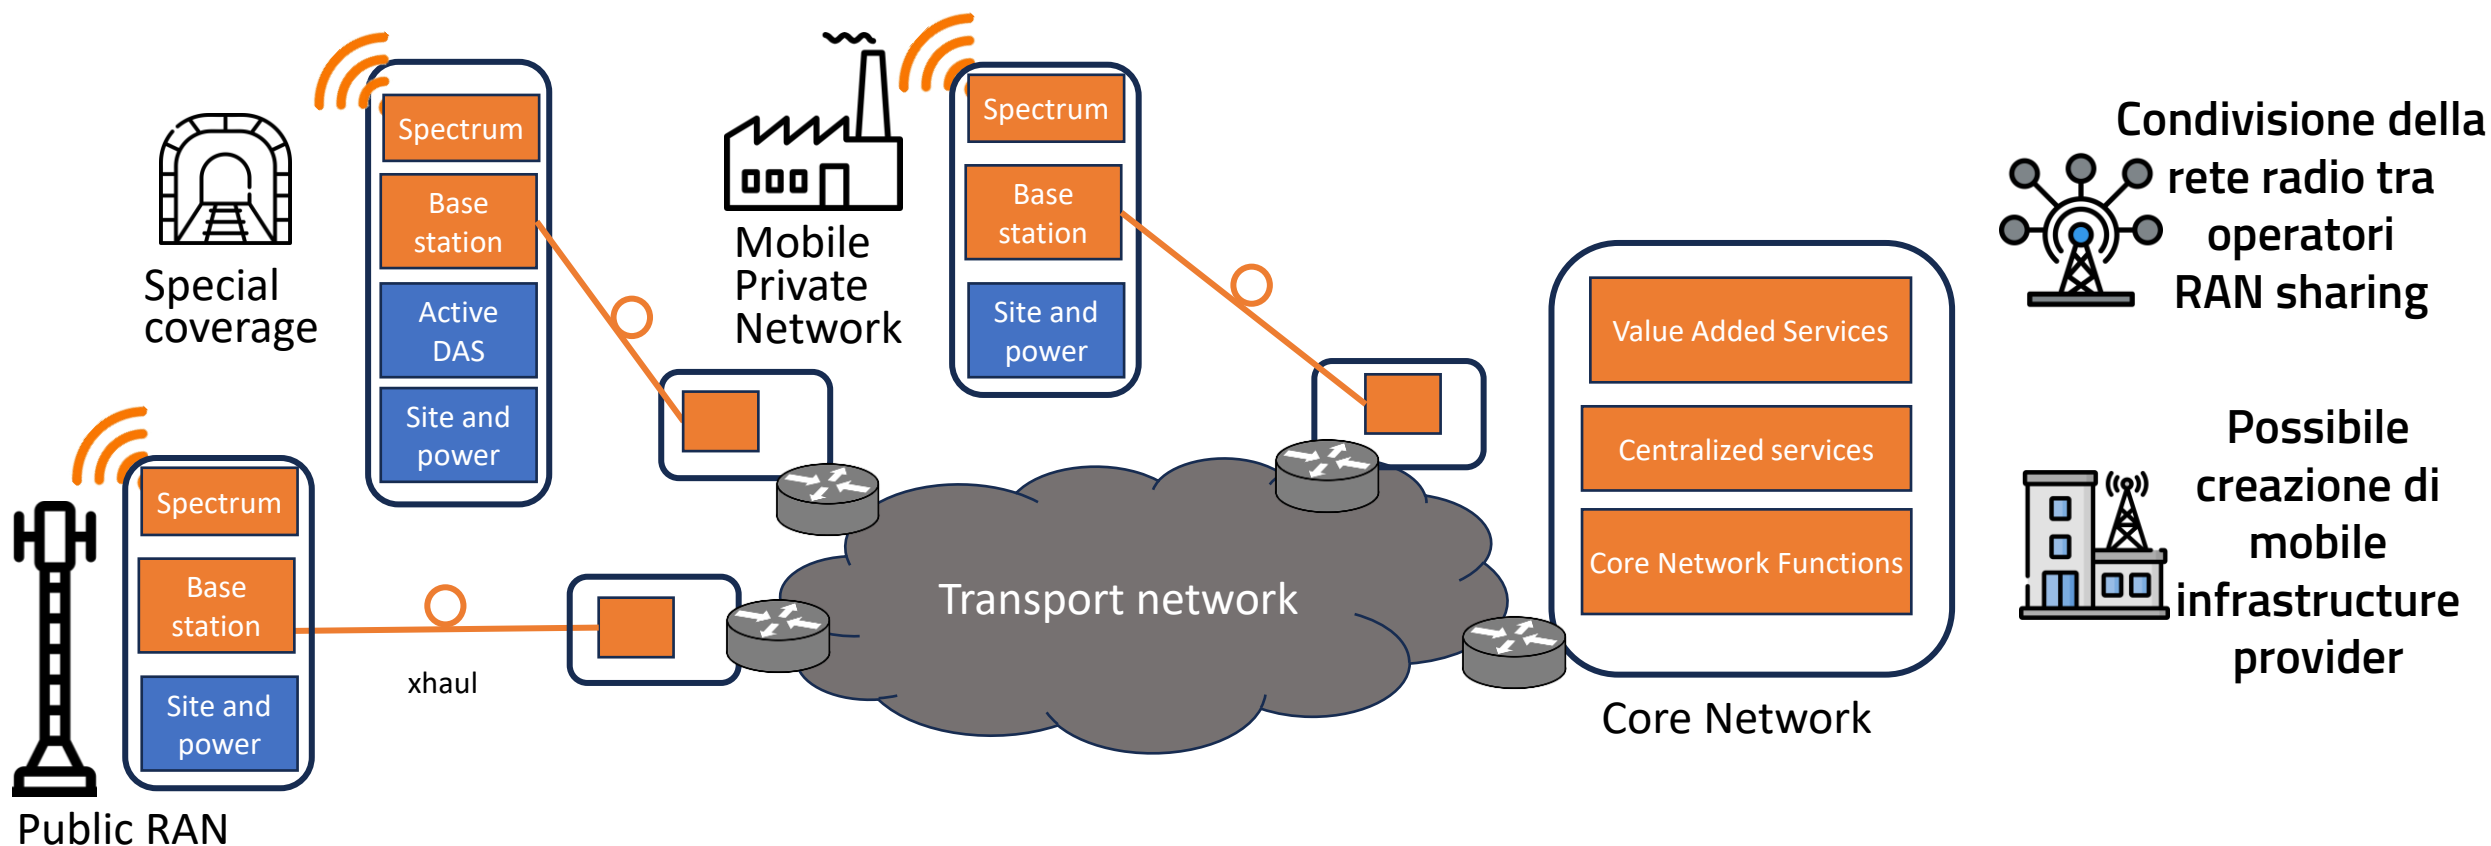 Special
coverage
Spectrum
Base
station
Active
DAS
Site and
power
Mobile
Private
Network
Spectrum
Base
station
Site and
power
Spectrum
Base
station
Site and
power
Public RAN
xhaul
Transport network
Value Added Services
Centralized services
Core Network Functions
Core Network
Condivisione della
rete radio tra
operatori
RAN sharing
Possibile
creazione di
mobile
infrastructure
provider